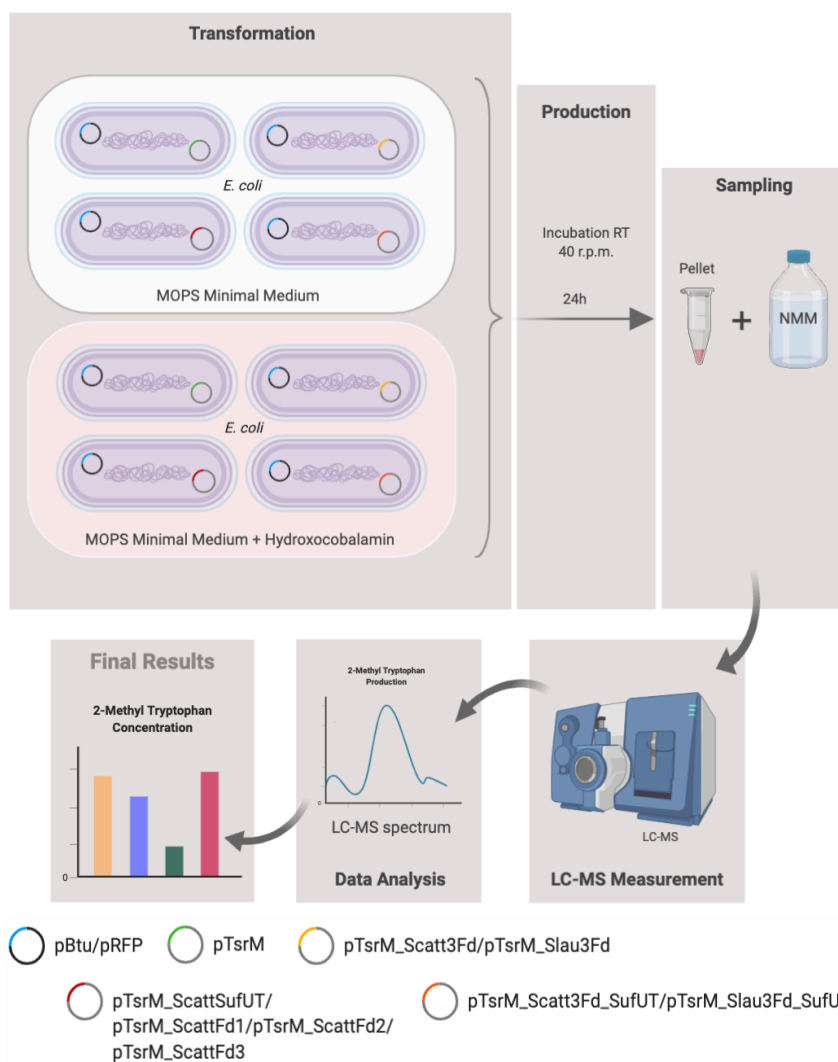 Transformation
E. coli
MOPS Minimal Medium
E. coli
MOPS Minimal Medium + Hydroxocobalamin
Production
Incubation RT
40 r.p.m.
24h
Sampling
Pellet
+
NMM
LC-MS
LC-MS Measurement
2-Methyl Tryptophan
Production
0
LC-MS spectrum
Data Analysis
Final Results
2-Methyl Tryptophan
Concentration
0
pBtu/pRFP
pTsrM
pTsrM_Scatt3Fd/pTsrM_Slau3Fd
pTsrM_ScattSufUT/
pTsrM_ScattFd1/pTsrM_ScattFd2/
pTsrM_ScattFd3
pTsrM_Scatt3Fd_SufUT/pTsrM_Slau3Fd_SufU